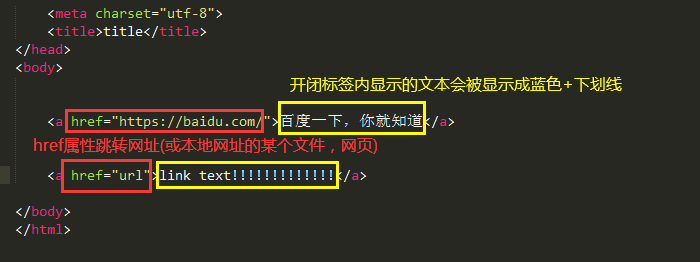 <meta charset="utf-8">
<title>title</title>
</head>
<body>
开闭标签内显示的文本会被显示成蓝色+下划线
<a href="https://baidu.com/">百度一下，你就知道</a>
href属性跳转网址(或本地网址的某个文件，网页)
<a href="url">link text!!!!!!!!!!!!!!</a>
</body>
</html>